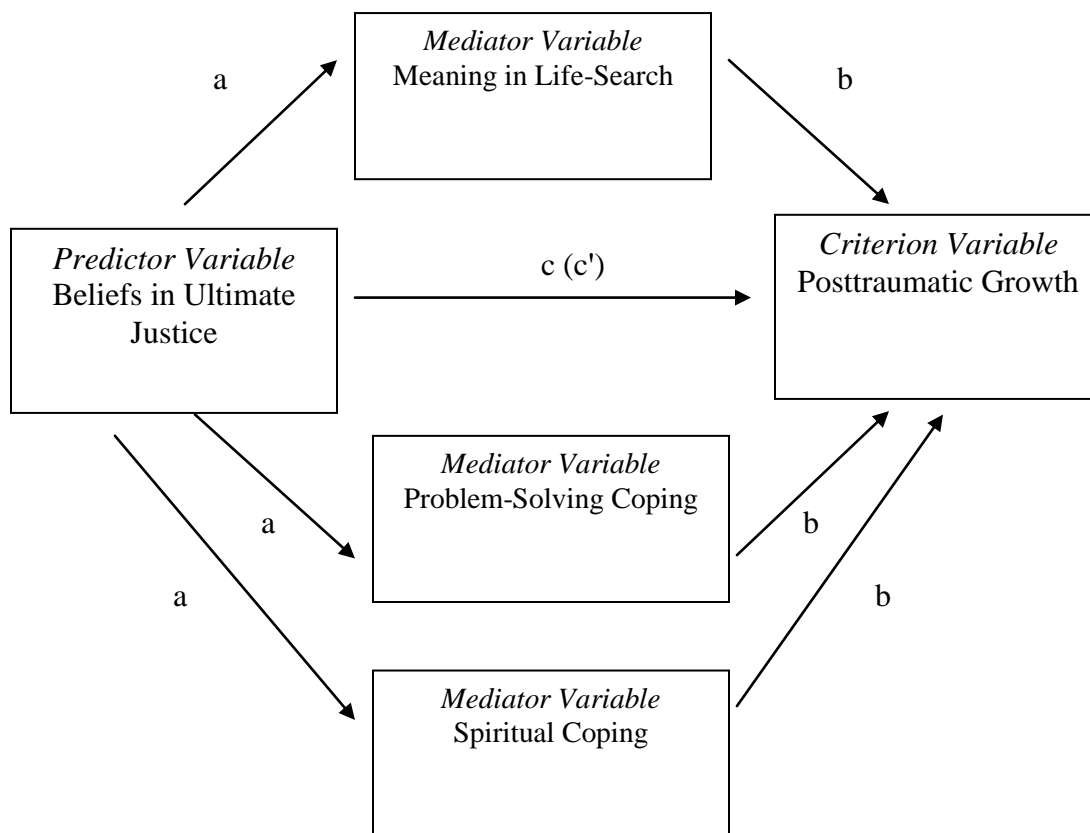 Mediator Variable
Meaning in Life-Search
a
b
Predictor Variable
Beliefs in Ultimate
Justice
c (c')
Criterion Variable
Posttraumatic Growth
Mediator Variable
Problem-Solving Coping
a
b
a
b
Mediator Variable
Spiritual Coping